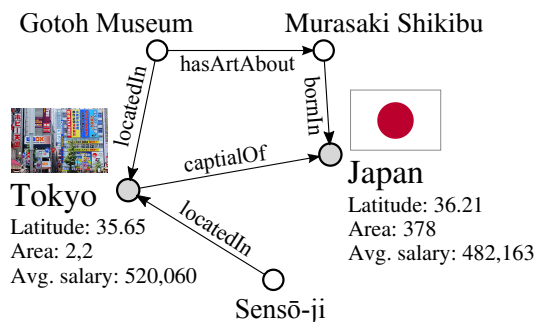 Gotoh Museum
Murasaki Shikibu
hasArtAbout
locatedIn
bornIn
captialOf
Tokyo
Latitude: 35.65
Area: 2,2
Avg. salary: 520,060
Japan
Latitude: 36.21
Area: 378
Avg. salary: 482,163
locatedIn
Sensō-ji